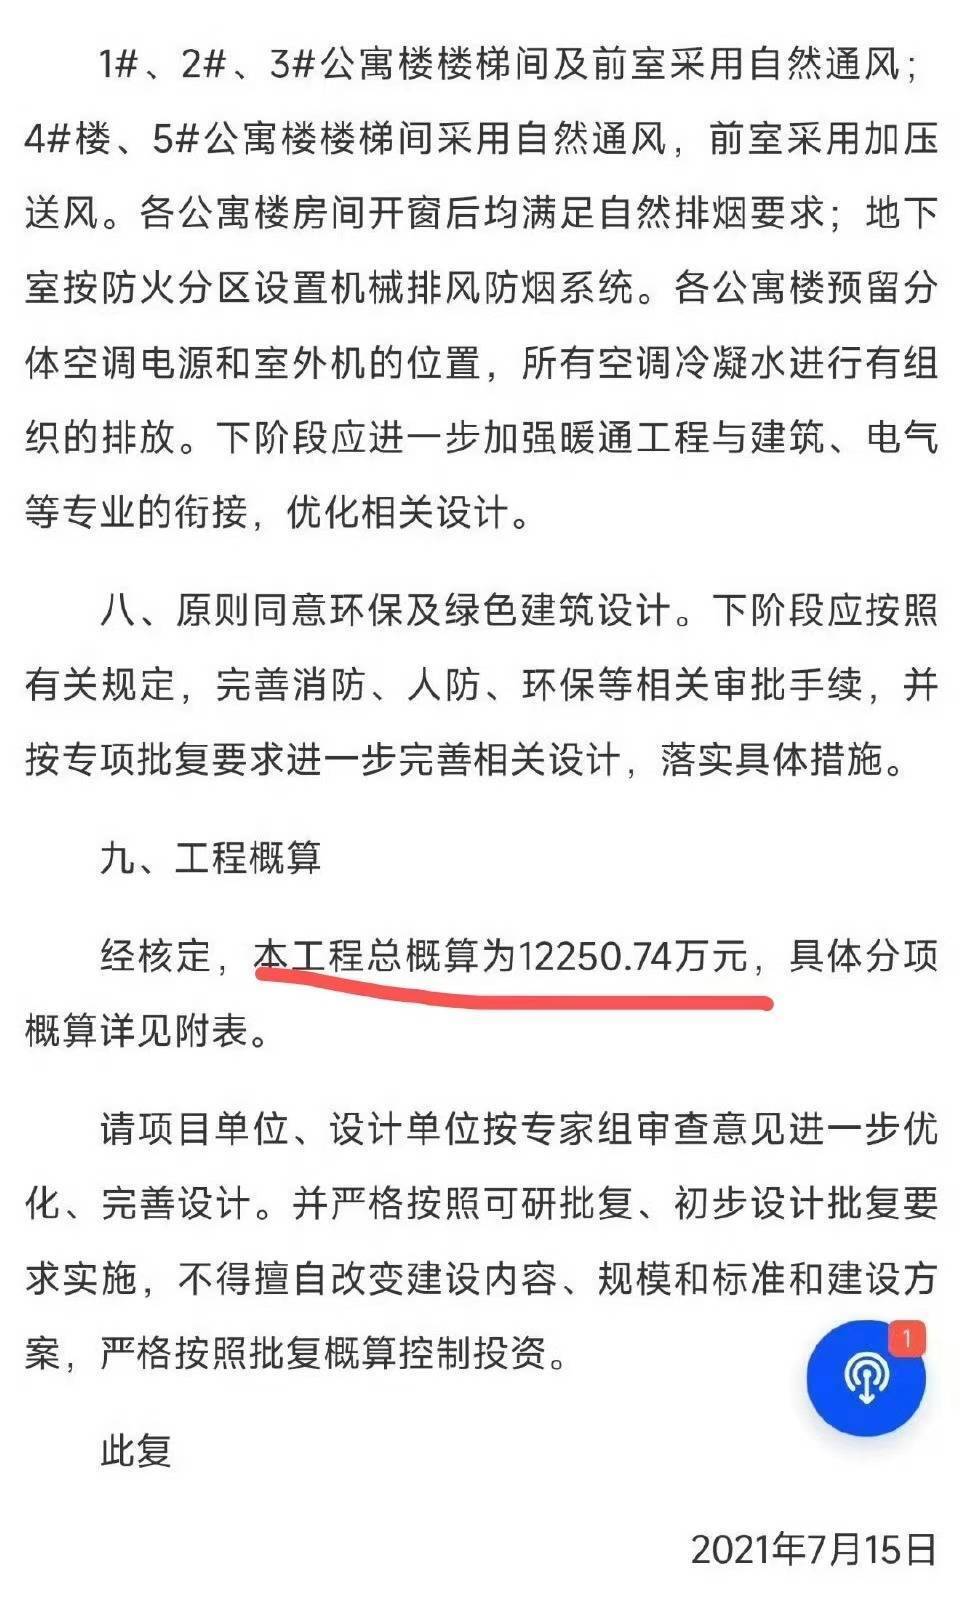 1#、2#、3#公寓楼楼梯间及前室采用自然通风；
4#楼、5#公寓楼楼梯间采用自然通风，前室采用加压
送风。各公寓楼房间开窗后均满足自然排烟要求；地下
室按防火分区设置机械排风防烟系统。各公寓楼预留分
体空调电源和室外机的位置，所有空调冷凝水进行有组
织的排放。下阶段应进一步加强暖通工程与建筑、电气
等专业的衔接，优化相关设计。
八、原则同意环保及绿色建筑设计。下阶段应按照
有关规定，完善消防、人防、环保等相关审批手续，并
按专项批复要求进一步完善相关设计，落实具体措施。
九、工程概算
经核定，本工程总概算为12250.74万元，具体分项
概算详见附表。
请项目单位、设计单位按专家组审查意见进一步优
化、完善设计。并严格按照可研批复、初步设计批复要
求实施，不得擅自改变建设内容、规模和标准和建设方
案，严格按照批复概算控制投资。
1
此复
2021年7月15日